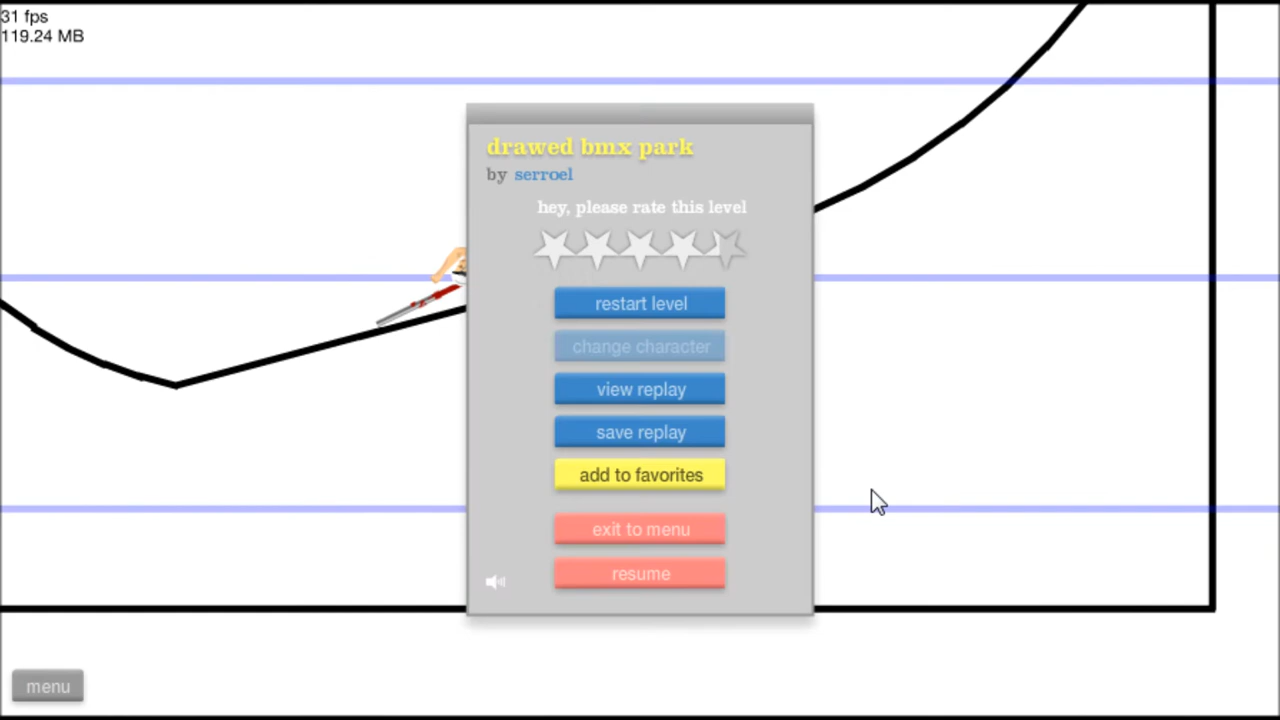 31 fps
119.24 MB
drawed bmx park
by serroel
hey, please rate this level
restart level
change character
view replay
save replay
add to favorites
exit to menu
resume
menu